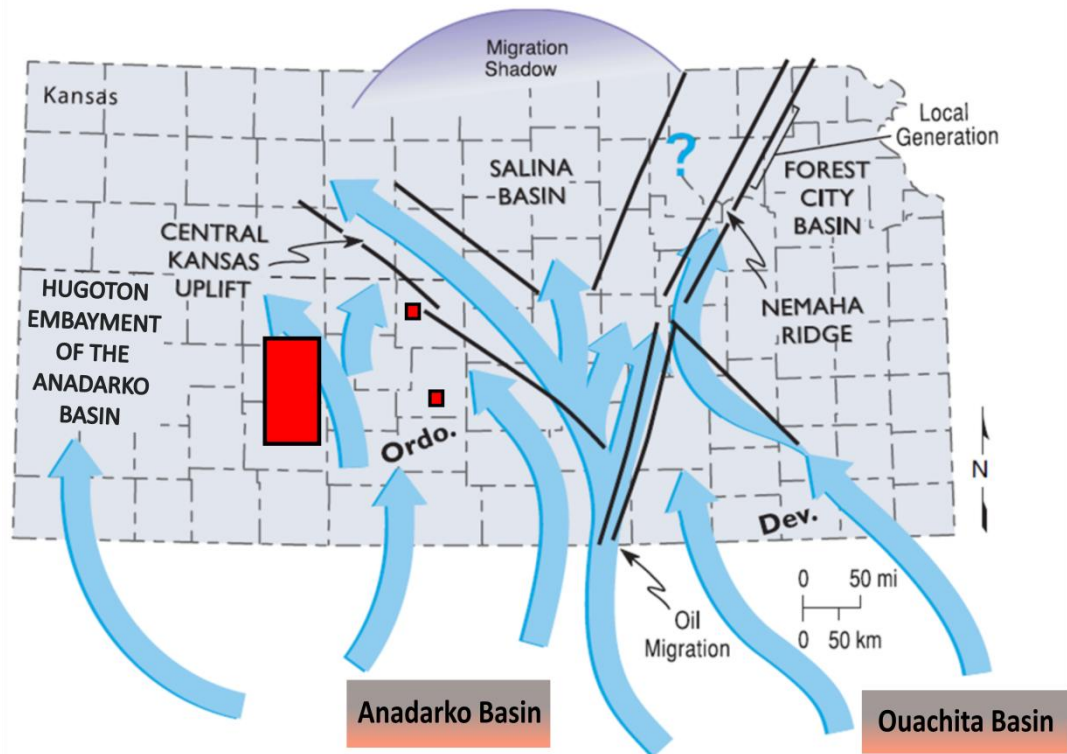 Migration
Shadow
Kansas
Local
Generation
?
SALINA
BASIN
FOREST
CITY
BASIN
CENTRAL
KANSAS
UPLIFT
HUGOTON
EMBAYMENT
OF THE
ANADARKO
BASIN
NEMAHA
RIDGE
Ordo.
Dev.
N
0 50 mi
0 50 km
Oil
Migration
Anadarko Basin
Ouachita Basin